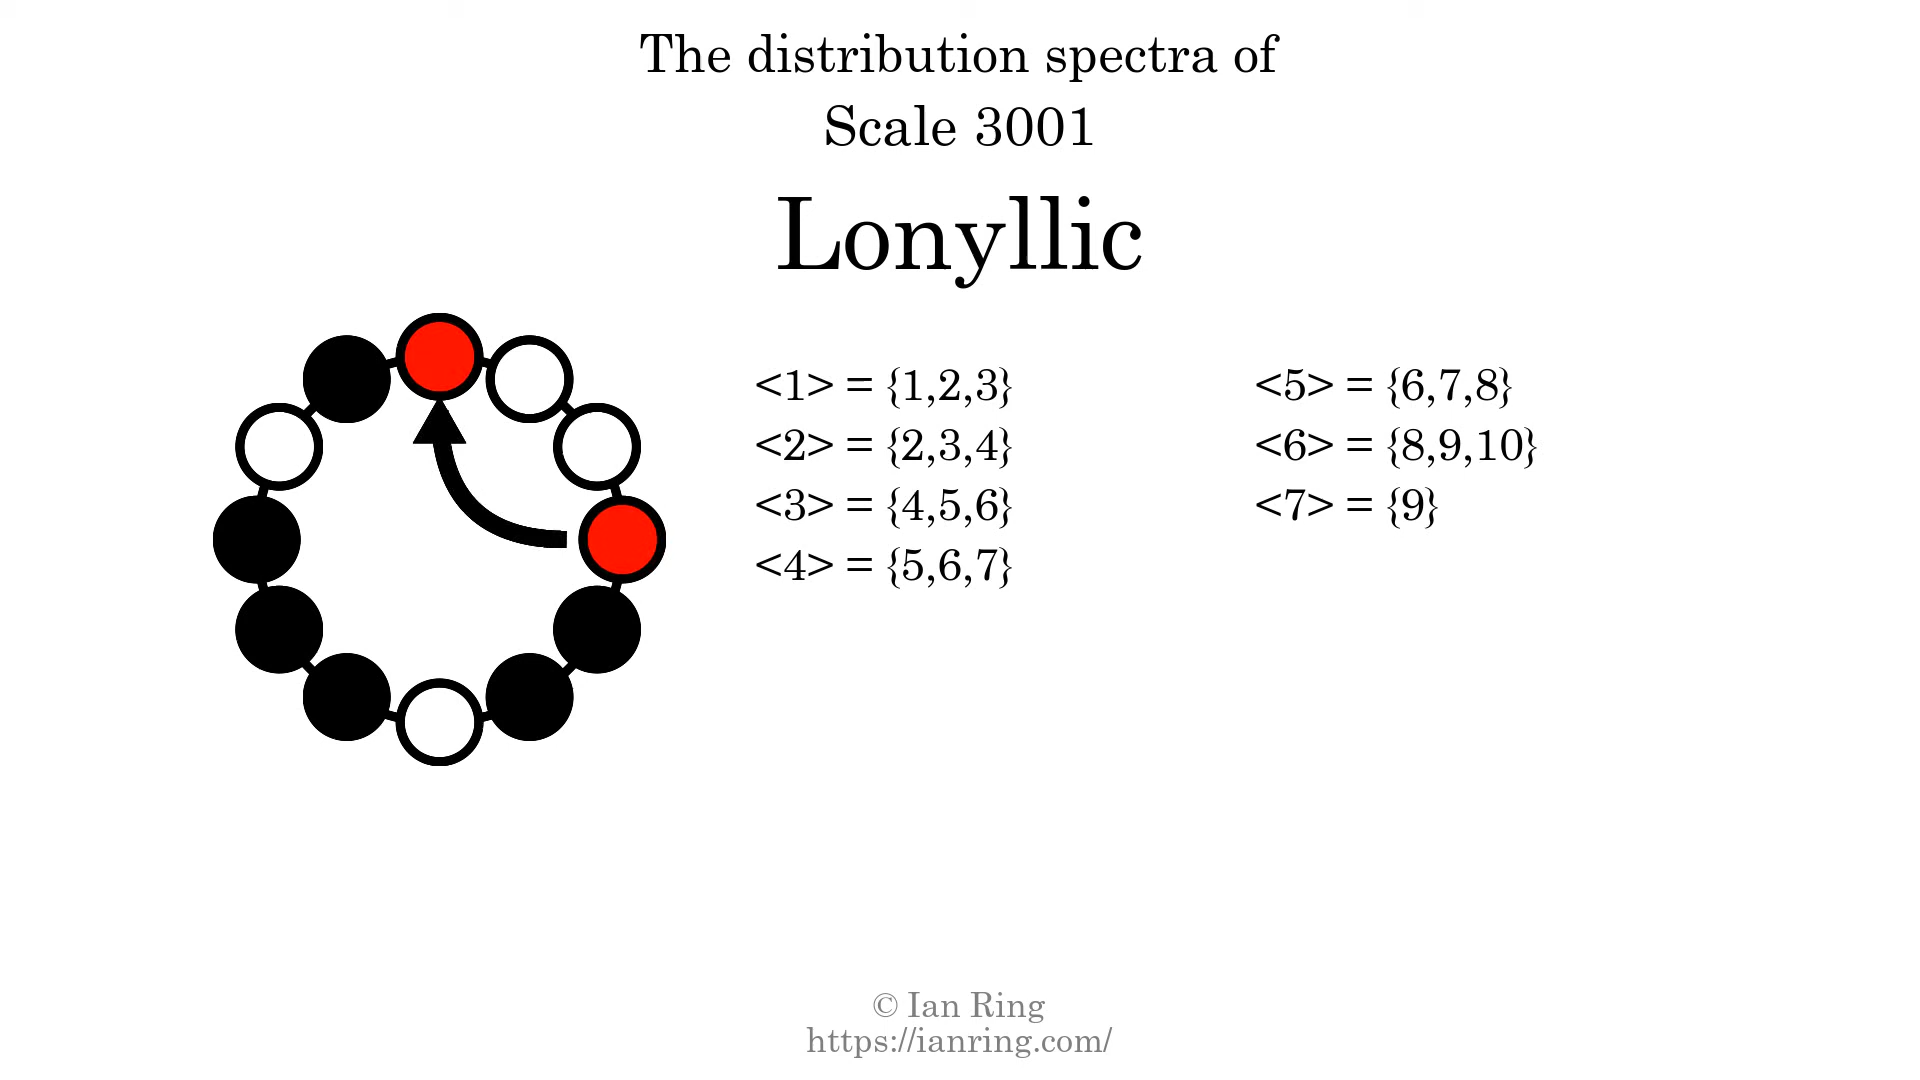 The distribution spectra of
Scale 3001
Lonyllic
<1> = {1,2,3}
<2> = {2,3,4}
<3> = {4,5,6}
<4> = {5,6,7}
<5> = {6,7,8}
<6> = {8,9,10}
<7> = {9}
© Ian Ring
https://ianring.com/